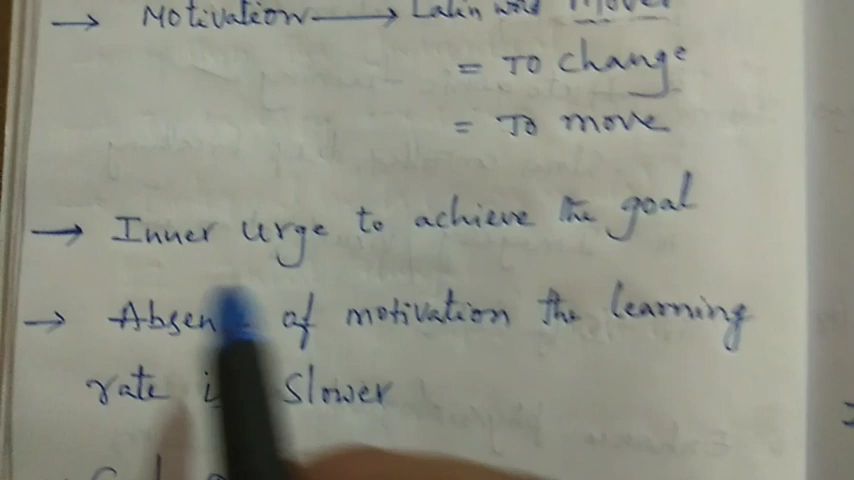 → Motivation → Latin word
= To change
= To move
→ Inner urge to achieve the goal
→ of motivation the learning
rate slower